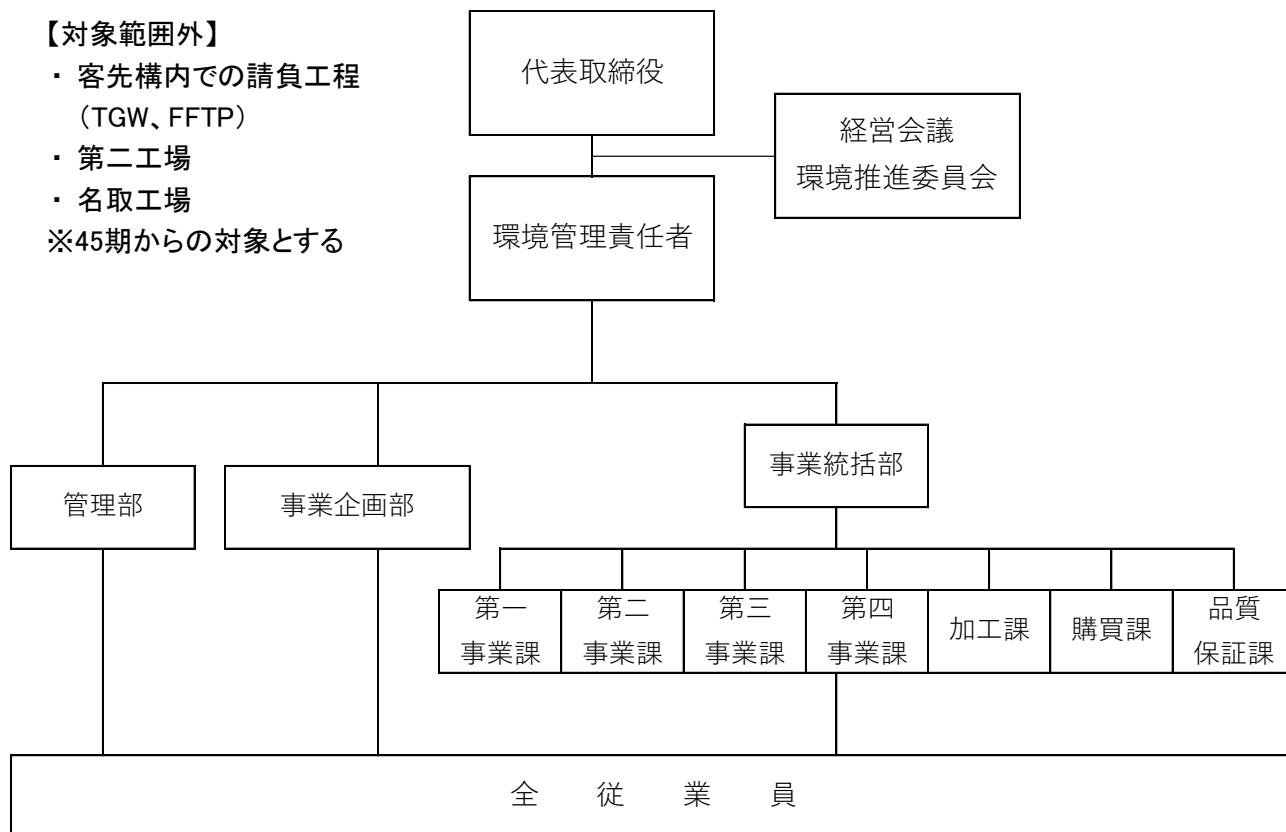 【対象範囲外】
・ 客先構内での請負工程
（TGW、FFTP）
・ 第二工場
・ 名取工場
※45期からの対象とする
代表取締役
経営会議
環境推進委員会
環境管理責任者
事業統括部
管理部
事業企画部
第一
事業課
第二
事業課
第三
事業課
第四
事業課
加工課
購買課
品質
保証課
全 従 業 員